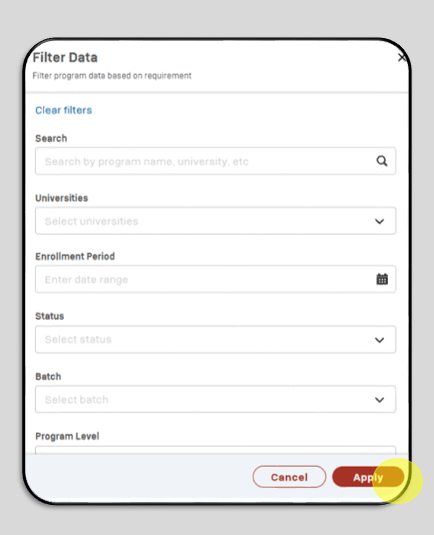 Filter Data
Filter program data based on requirement
Clear filters
Search
Search by program name, university, etc
Universities
Select universities
Enrollment Period
Enter date range
Status
Select status
Batch
Select batch
Program Level
Cancel
Apply